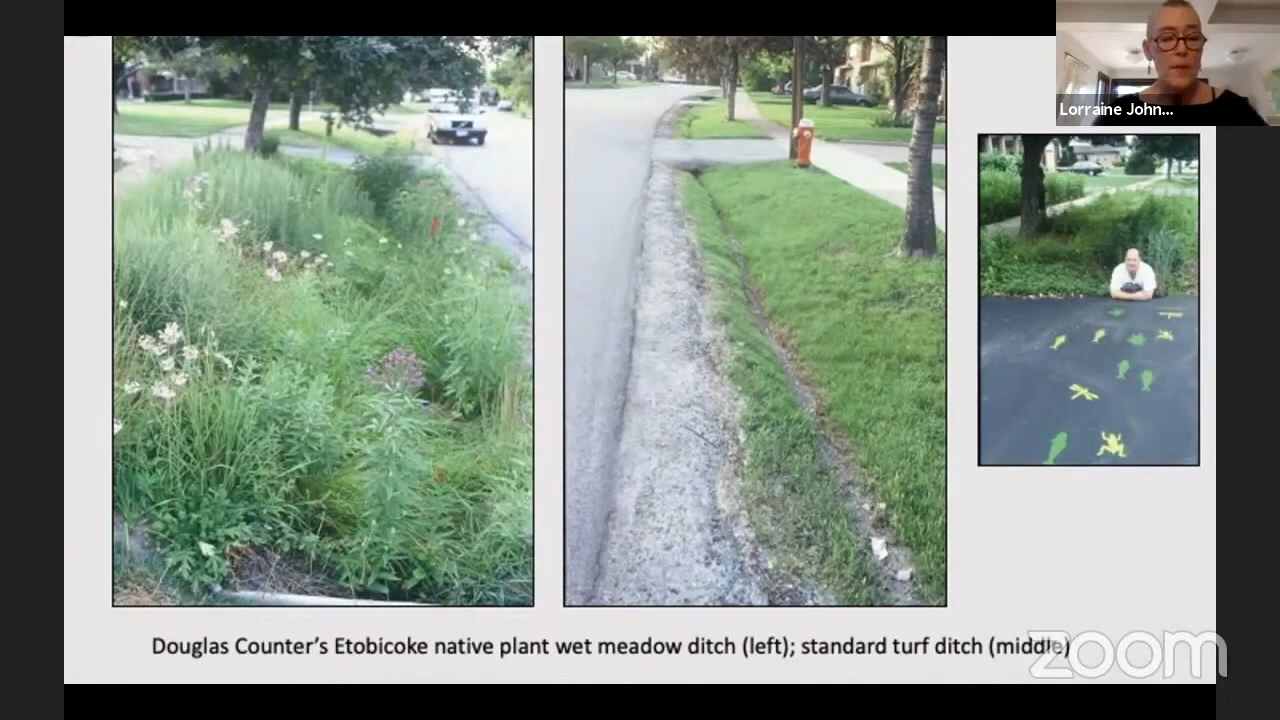 Lorraine John...
Douglas Counter's Etobicoke native plant wet meadow ditch (left); standard turf ditch (middle)
zoom